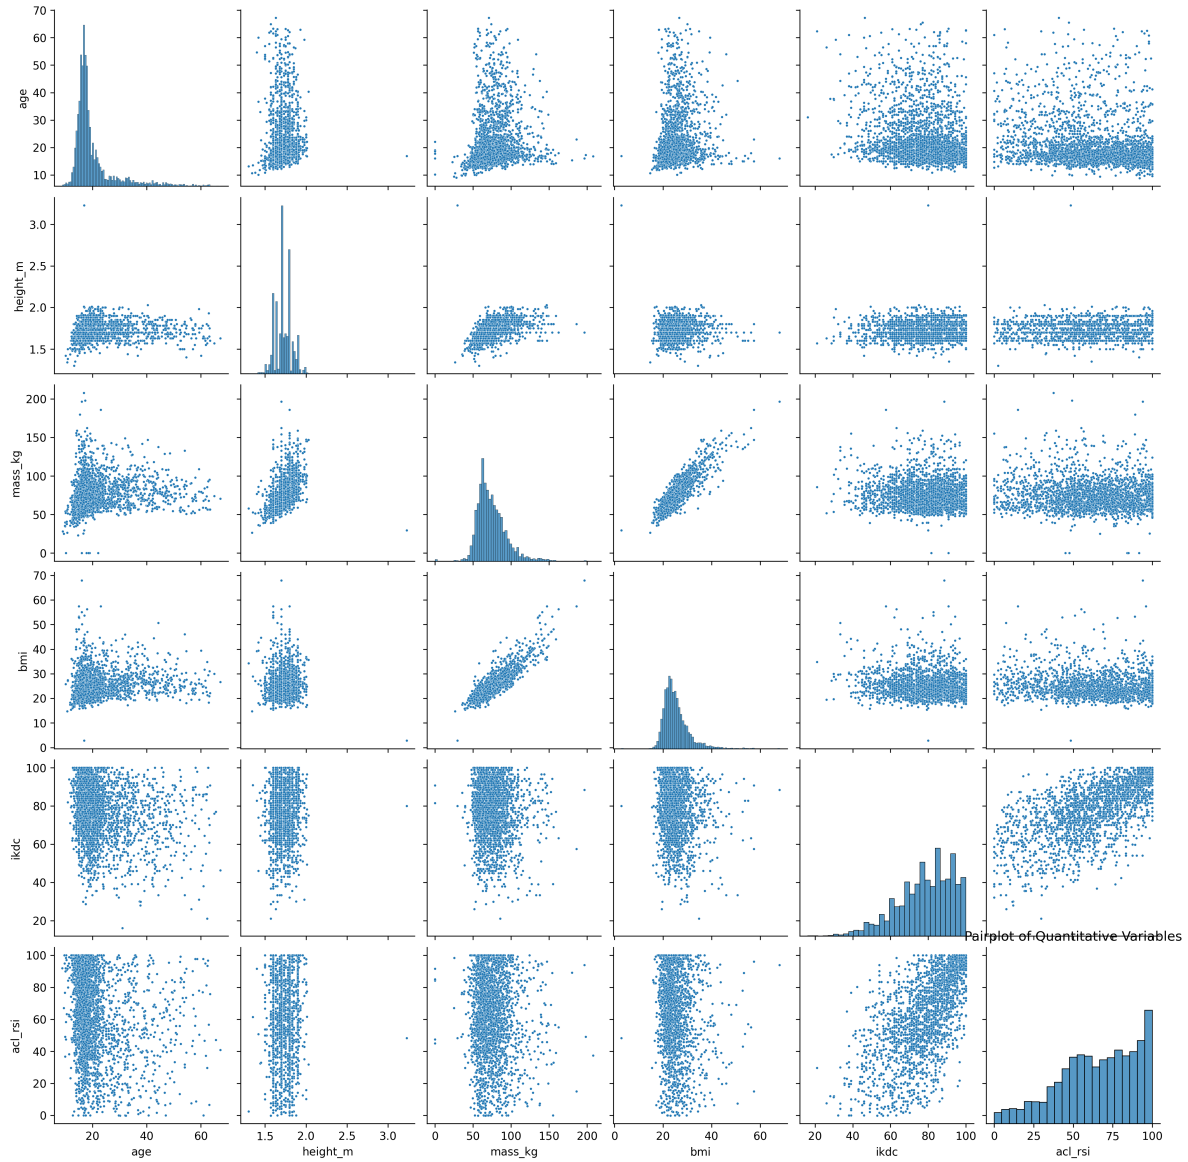 70
60
50
40
30
20
10
age
3.0
2.5
2.0
1.5
height_m
200
150
100
50
0
mass_kg
70
60
50
40
30
20
10
0
bmi
100
80
60
40
20
ikdc
Pairplot of Quantitative Variables
100
80
60
40
20
0
acl_rsi
20 40 60
1.5 2.0 2.5 3.0
0 50 100 150 200
0 20 40 60
20 40 60 80 100
0 25 50 75 100
age height_m mass_kg bmi ikdc acl_rsi